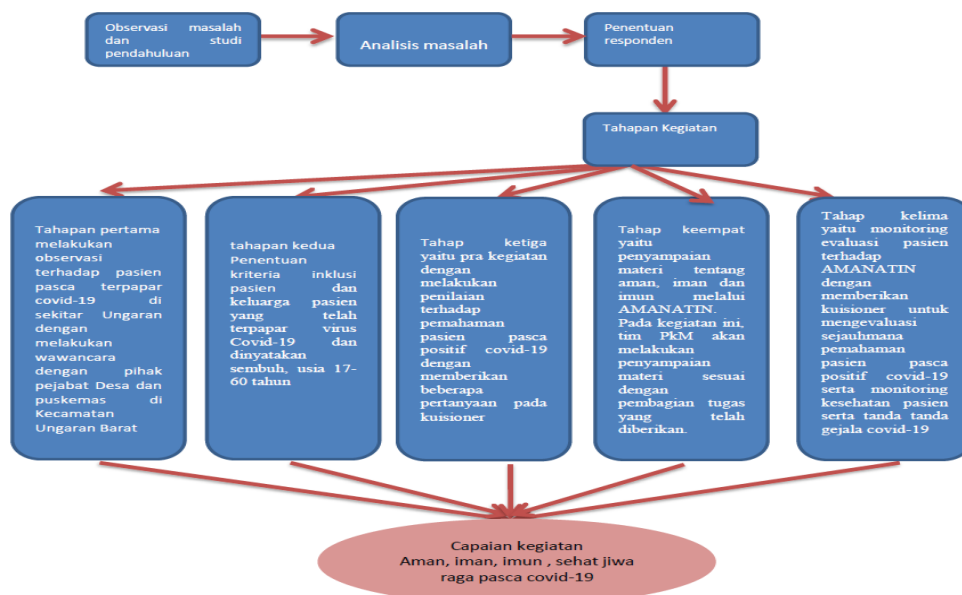 Observasi masalah
dan studi
pendahuluan
Analisis masalah
Penentuan
responden
Tahapan Kegiatan
Tahapan pertama
melakukan
observasi
terhadap pasien
pasca terpapar
covid-19 di
sekitar Ungaran
dengan
melakukan
wawancara
dengan pihak
pejabat Desa dan
puskemas di
Kecamatan
Ungaran Barat
tahapan kedua
Penentuan
kriteria inklusi
pasien dan
keluarga pasien
yang telah
terpapar virus
Covid-19 dan
dinyatakan
sembuh, usia 17-
60 tahun
Tahap ketiga
yaitu pra kegiatan
dengan
melakukan
penilaian
terhadap
pemahaman
pasien pasca
positif covid-19
dengan
memberikan
beberapa
pertanyaan pada
kuisioner
Tahap keempat
yaitu
penyampaian
materi tentang
aman, iman dan
imun melalui
AMANATIN.
Pada kegiatan ini,
tim PkM akan
melakukan
penyampaian
materi sesuai
dengan
pembagian tugas
yang telah
diberikan.
Tahap kelima
yaitu monitoring
evaluasi pasien
terhadap
AMANATIN
dengan
memberikan
kuisioner untuk
mengevaluasi
sejauhmana
pemahaman
pasien pasca
positif covid-19
serta monitoring
kesehatan pasien
serta tanda tanda
gejala covid-19
Capaian kegiatan
Aman, iman, imun , sehat jiwa
raga pasca covid-19